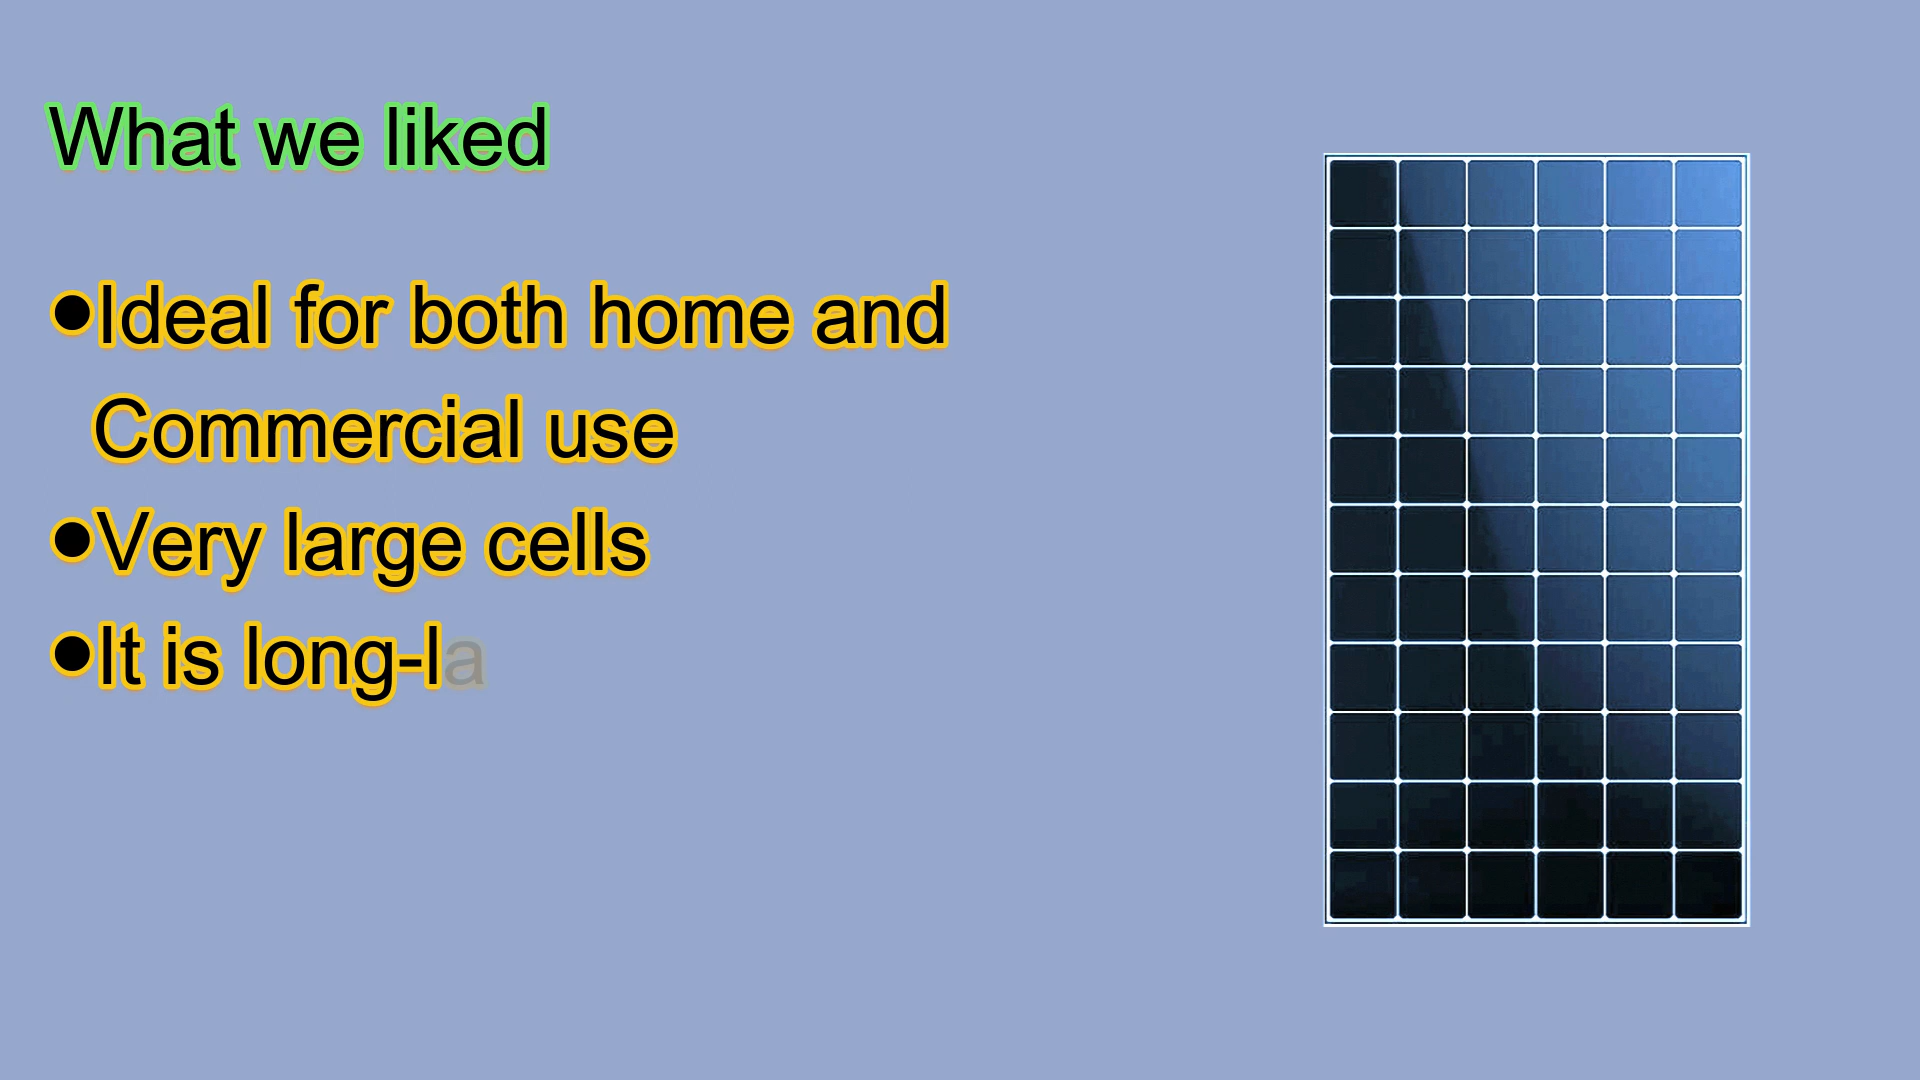 What we liked
•Ideal for both home and
Commercial use
•Very large cells
•It is long-la